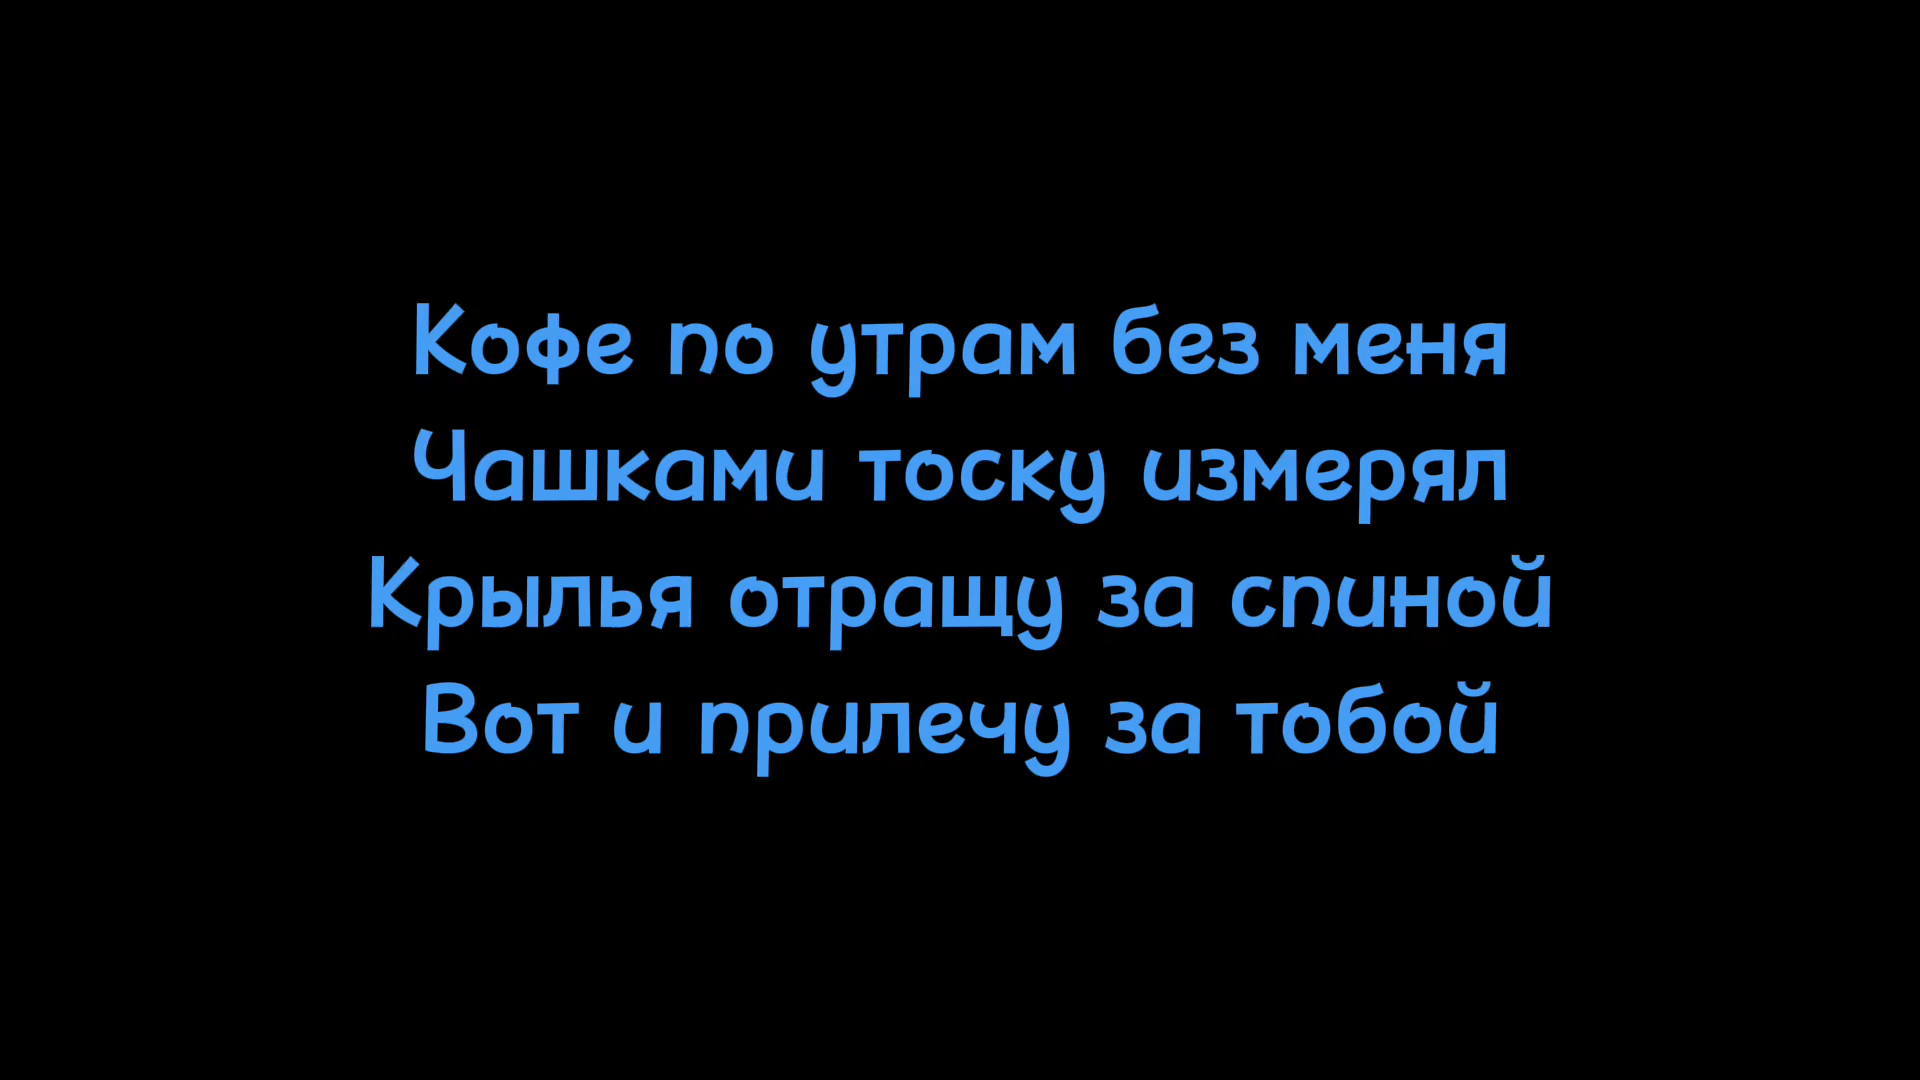 Кофе по утрам без меня
Чашками тоску измерял
Крылья отращу за спиной
Вот и прилечу за тобой